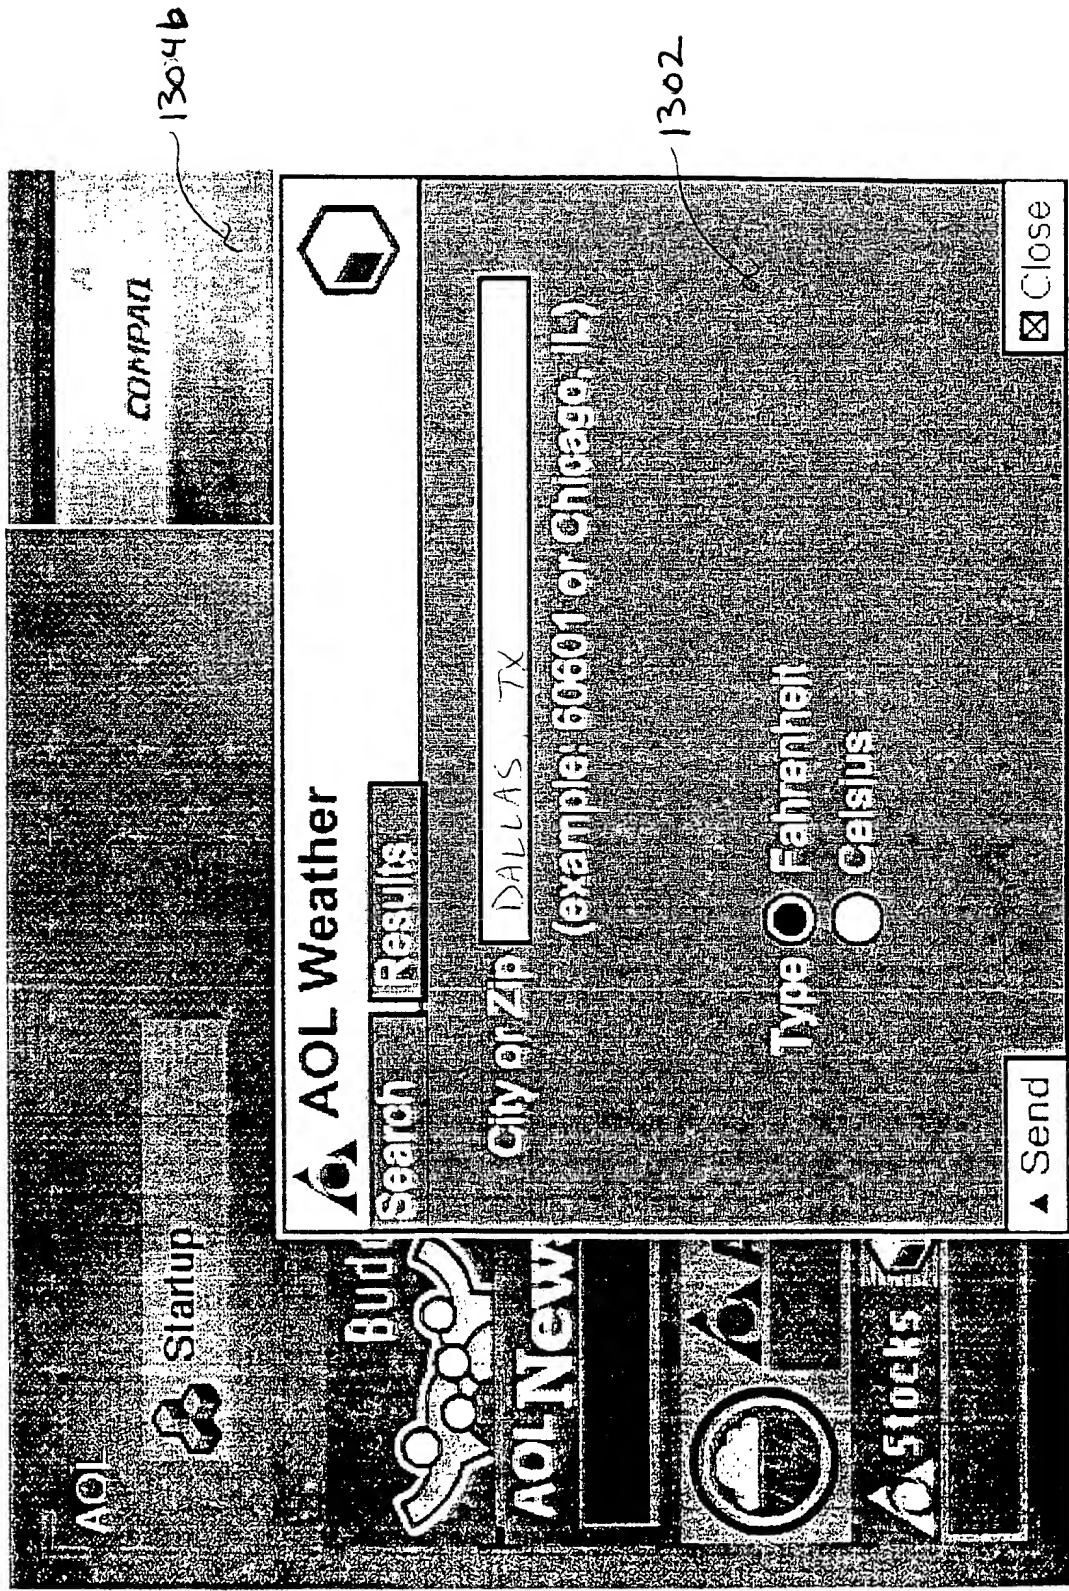 AOL
Startup
COMPAQ
1304b
Budd
AOL News
A
Stocks
AOL Weather
Search
Results
City or Zip
DALLAS, TX
(example: 60601 or Chicago, IL)
Type
Fahrenheit
Celsius
1302
Send
Close